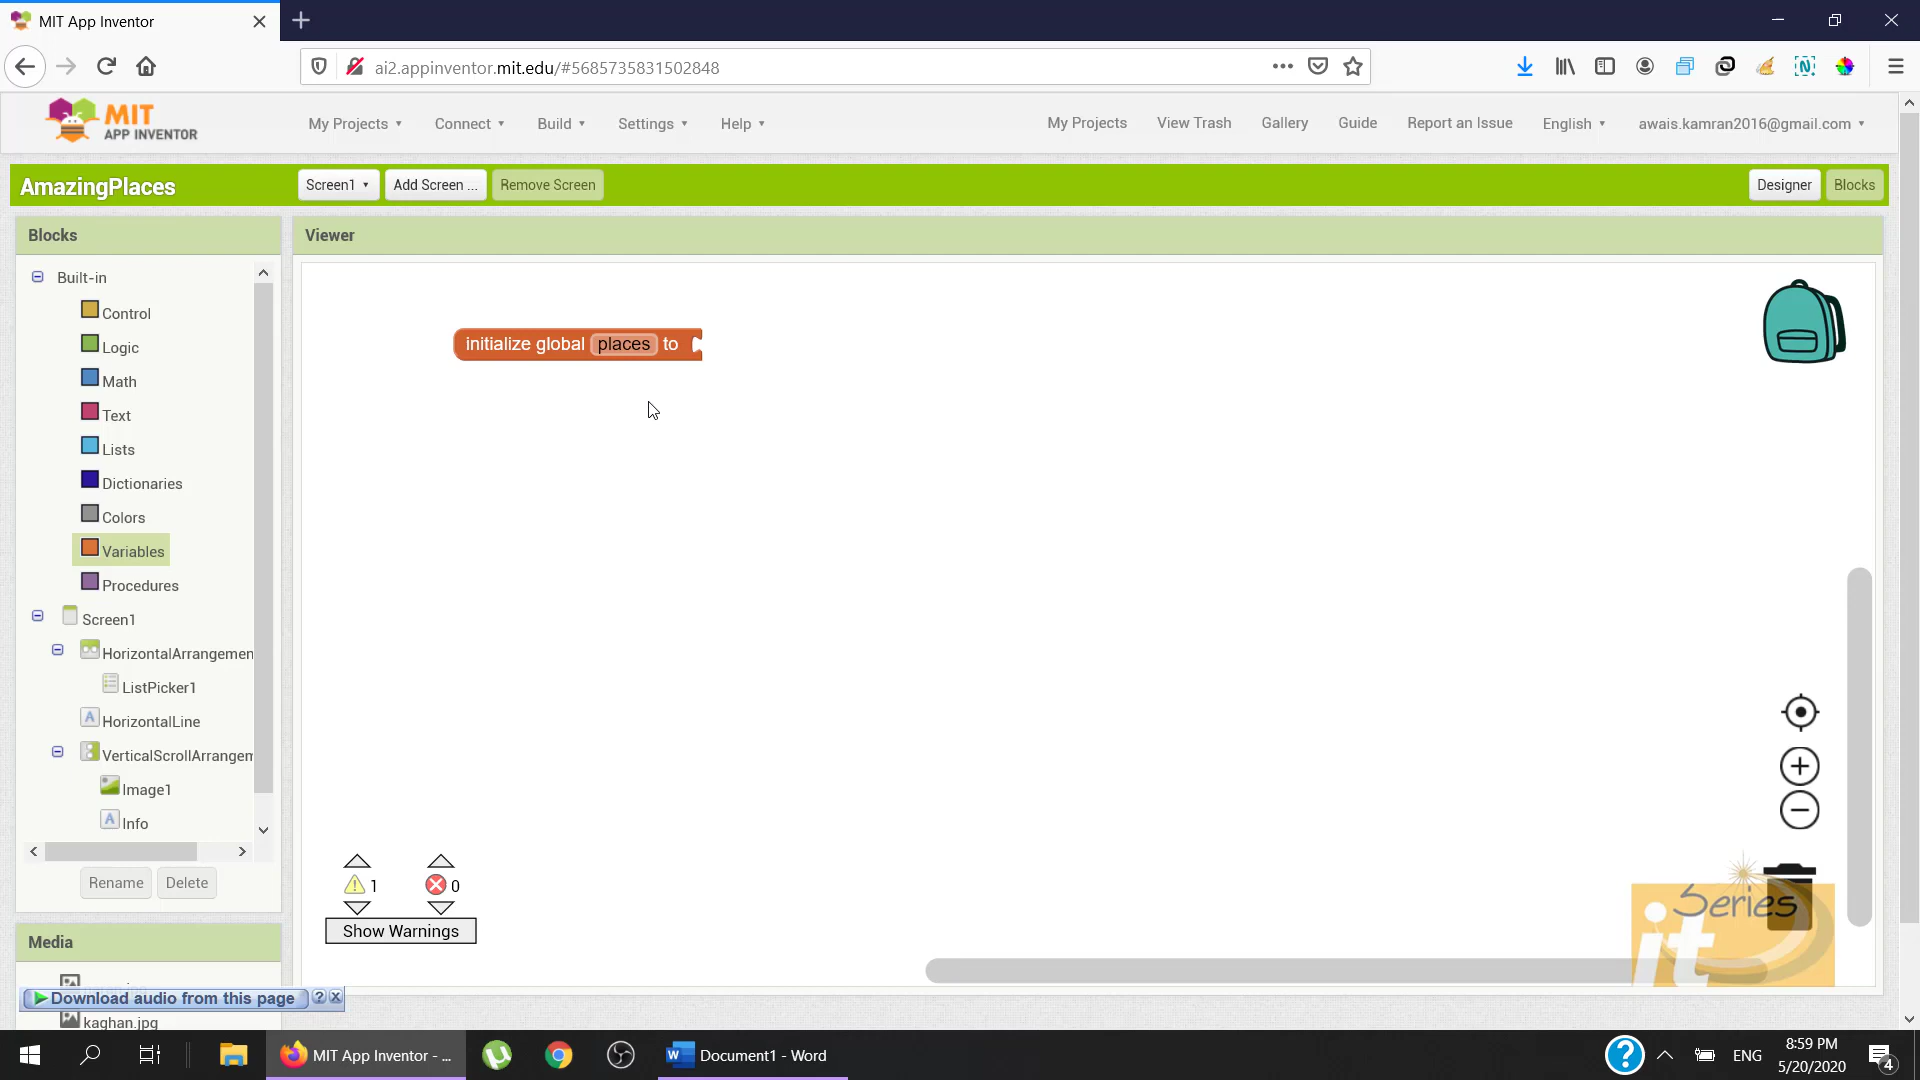 MIT App Inventor
ai2.appinventor.mit.edu/#5685735831502848
MIT
APP INVENTOR
My Projects
Connect
Build
Settings
Help
My Projects
View Trash
Gallery
Guide
Report an Issue
English
awais.kamran2016@gmail.com
AmazingPlaces
Screen1
Add Screen ...
Remove Screen
Designer
Blocks
Blocks
Viewer
Built-in
Control
Logic
Math
Text
Lists
Dictionaries
Colors
Variables
Procedures
Screen1
HorizontalArrangemen
ListPicker1
HorizontalLine
VerticalScrollArrangem
Image1
Info
Rename
Delete
initialize global places to
1
0
Show Warnings
Media
Download audio from this page
?
kaghan.jpg
it Series
MIT App Inventor - ...
Document1 - Word
ENG
8:59 PM
5/20/2020
4